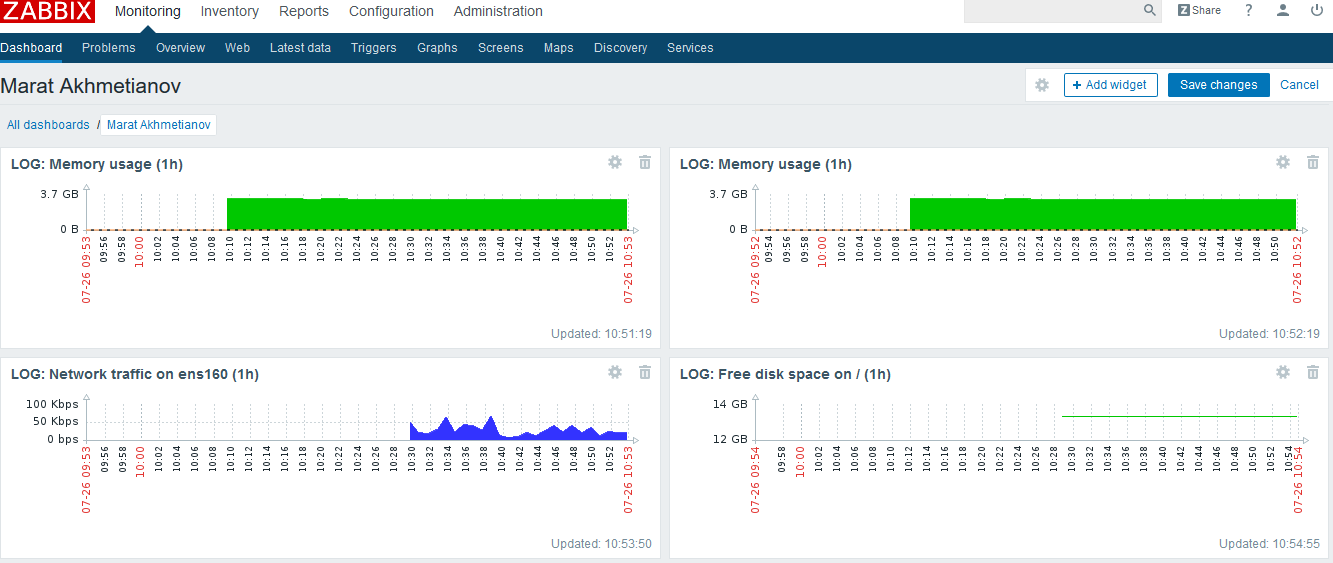 ZABBIX Monitoring Inventory Reports Configuration Administration Z Share ?
Dashboard Problems Overview Web Latest data Triggers Graphs Screens Maps Discovery Services
Marat Akhmetianov + Add widget Save changes Cancel
All dashboards / Marat Akhmetianov
LOG: Memory usage (1h)
3.7 GB
0 B
07-26 09:53 09:56 09:58 10:00 10:02 10:04 10:06 10:08 10:10 10:12 10:14 10:16 10:18 10:20 10:22 10:24 10:26 10:28 10:30 10:32 10:34 10:36 10:38 10:40 10:42 10:44 10:46 10:48 10:50 10:52 07-26 10:53
Updated: 10:51:19
LOG: Memory usage (1h)
3.7 GB
0 B
07-26 09:52 09:54 09:56 09:58 10:00 10:02 10:04 10:06 10:08 10:10 10:12 10:14 10:16 10:18 10:20 10:22 10:24 10:26 10:28 10:30 10:32 10:34 10:36 10:38 10:40 10:42 10:44 10:46 10:48 10:50 07-26 10:52
Updated: 10:52:19
LOG: Network traffic on ens160 (1h)
100 Kbps
50 Kbps
0 bps
07-26 09:53 09:56 09:58 10:00 10:02 10:04 10:06 10:08 10:10 10:12 10:14 10:16 10:18 10:20 10:22 10:24 10:26 10:28 10:30 10:32 10:34 10:36 10:38 10:40 10:42 10:44 10:46 10:48 10:50 10:52 07-26 10:53
Updated: 10:53:50
LOG: Free disk space on / (1h)
14 GB
12 GB
07-26 09:54 09:58 10:00 10:02 10:04 10:06 10:08 10:10 10:12 10:14 10:16 10:18 10:20 10:22 10:24 10:26 10:28 10:30 10:32 10:34 10:36 10:38 10:40 10:42 10:44 10:46 10:48 10:50 10:52 10:54 07-26 10:54
Updated: 10:54:55